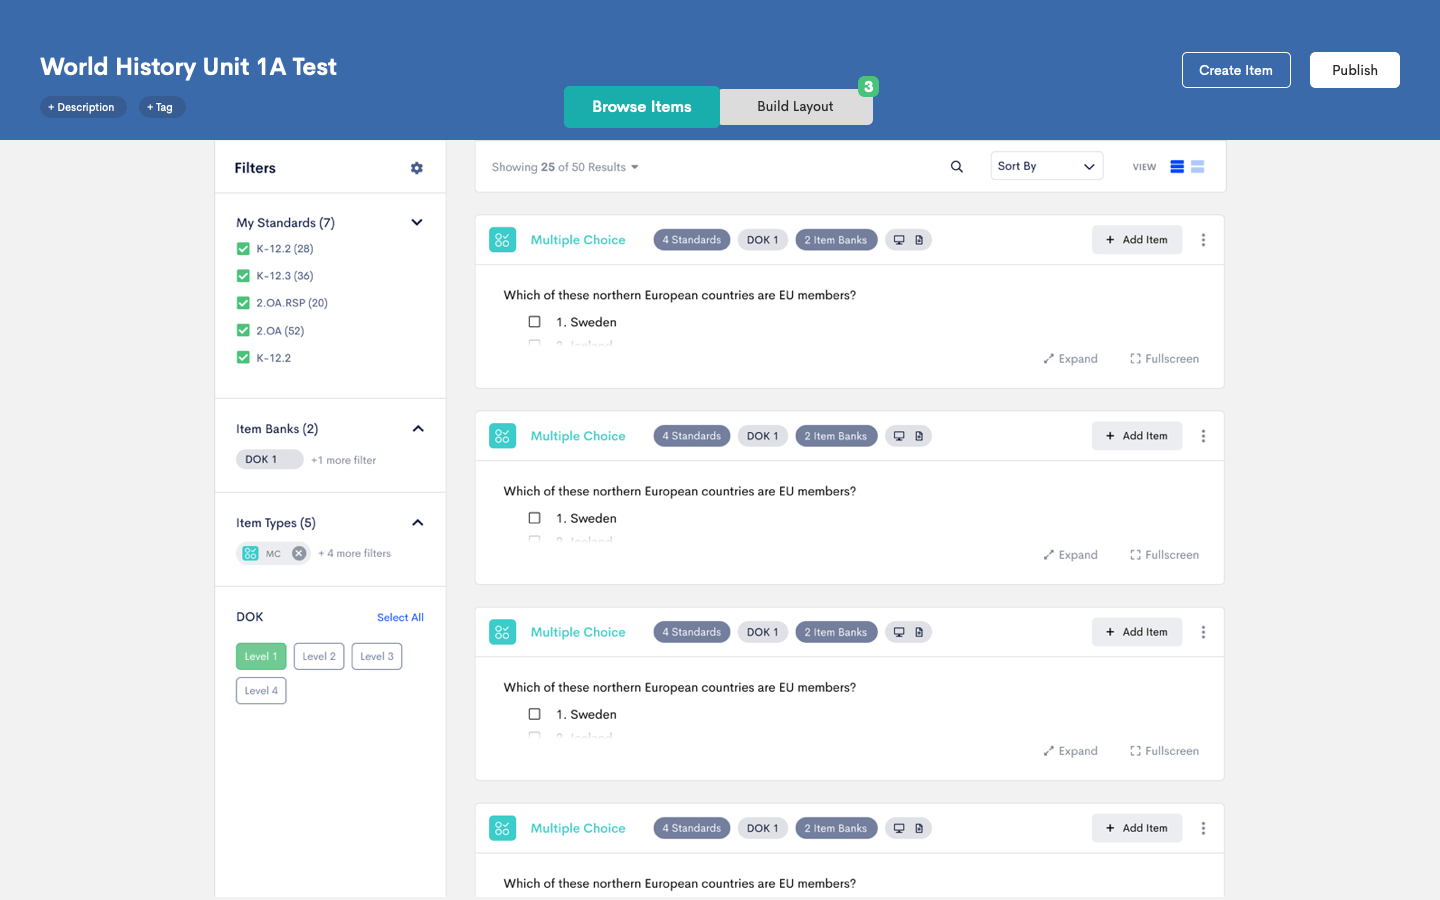 World History Unit 1A Test
+ Description
+ Tag
Browse Items
Build Layout
3
Create Item
Publish
Filters
My Standards (7)
K-12.2 (28)
K-12.3 (36)
2.OA.RSP (20)
2.OA (52)
K-12.2
Item Banks (2)
DOK 1
+1 more filter
Item Types (5)
MC
+ 4 more filters
DOK
Select All
Level 1
Level 2
Level 3
Level 4
Showing 25 of 50 Results
Sort By
VIEW
Multiple Choice
4 Standards
DOK 1
2 Item Banks
+ Add Item
Which of these northern European countries are EU members?
1. Sweden
2. Iceland
Expand
Fullscreen
Multiple Choice
4 Standards
DOK 1
2 Item Banks
+ Add Item
Which of these northern European countries are EU members?
1. Sweden
2. Iceland
Expand
Fullscreen
Multiple Choice
4 Standards
DOK 1
2 Item Banks
+ Add Item
Which of these northern European countries are EU members?
1. Sweden
2. Iceland
Expand
Fullscreen
Multiple Choice
4 Standards
DOK 1
2 Item Banks
+ Add Item
Which of these northern European countries are EU members?